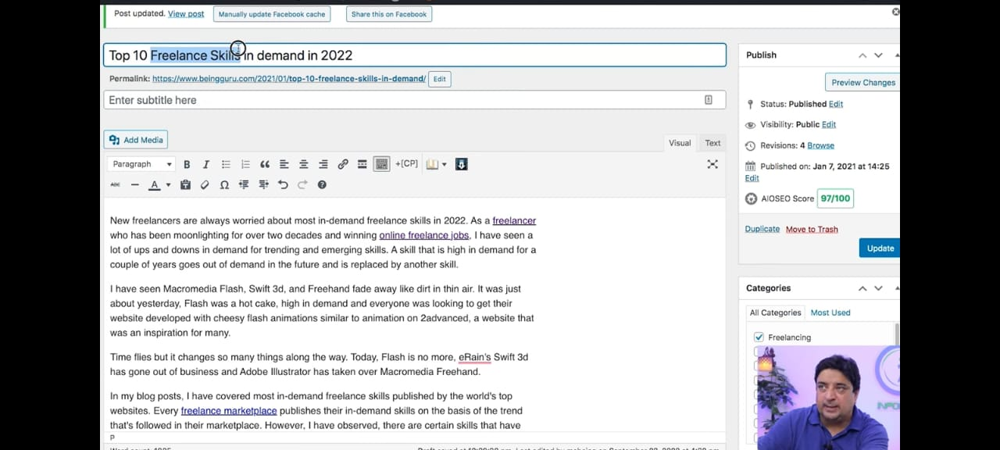 Post updated. View post
Manually update Facebook cache
Share this on Facebook
Top 10 Freelance Skills in demand in 2022
Permalink: https://www.beingguru.com/2021/01/top-10-freelance-skills-in-demand/ Edit
Enter subtitle here
Add Media
Visual Text
Paragraph
B I
+[CP]
ABC
A
New freelancers are always worried about most in-demand freelance skills in 2022. As a freelancer
who has been moonlighting for over two decades and winning online freelance jobs, I have seen a
lot of ups and downs in demand for trending and emerging skills. A skill that is high in demand for a
couple of years goes out of demand in the future and is replaced by another skill.
I have seen Macromedia Flash, Swift 3d, and Freehand fade away like dirt in thin air. It was just
about yesterday, Flash was a hot cake, high in demand and everyone was looking to get their
website developed with cheesy flash animations similar to animation on 2advanced, a website that
was an inspiration for many.
Time flies but it changes so many things along the way. Today, Flash is no more, eRain's Swift 3d
has gone out of business and Adobe Illustrator has taken over Macromedia Freehand.
In my blog posts, I have covered most in-demand freelance skills published by the world's top
websites. Every freelance marketplace publishes their in-demand skills on the basis of the trend
that's followed in their marketplace. However, I have observed, there are certain skills that have
P
Publish
Preview Changes
Status: Published Edit
Visibility: Public Edit
Revisions: 4 Browse
Published on: Jan 7, 2021 at 14:25
Edit
AIOSEO Score 97/100
Duplicate Move to Trash
Update
Categories
All Categories Most Used
Freelancing